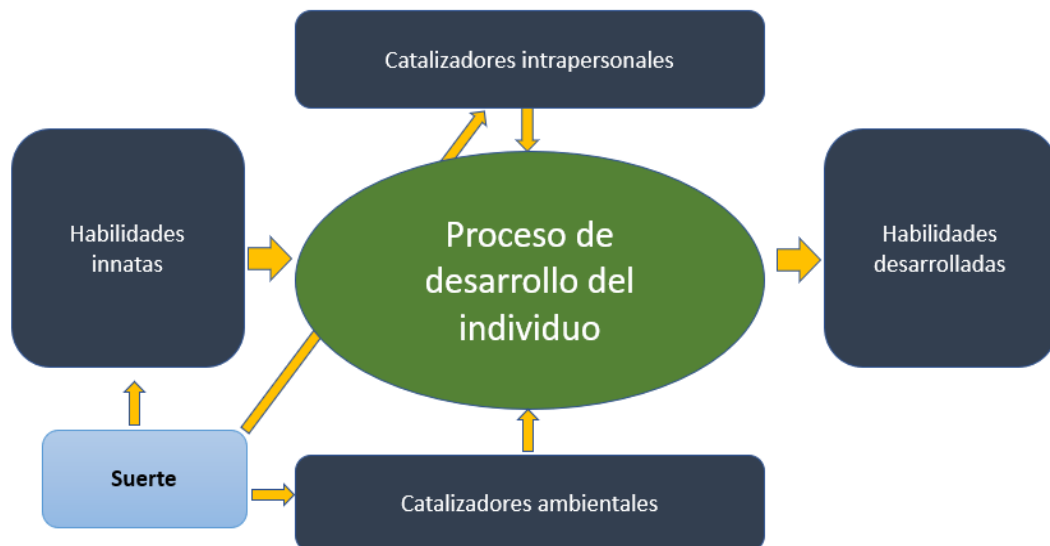 Catalizadores intrapersonales
Habilidades
innatas
Proceso de
desarrollo del
individuo
Habilidades
desarrolladas
Suerte
Catalizadores ambientales